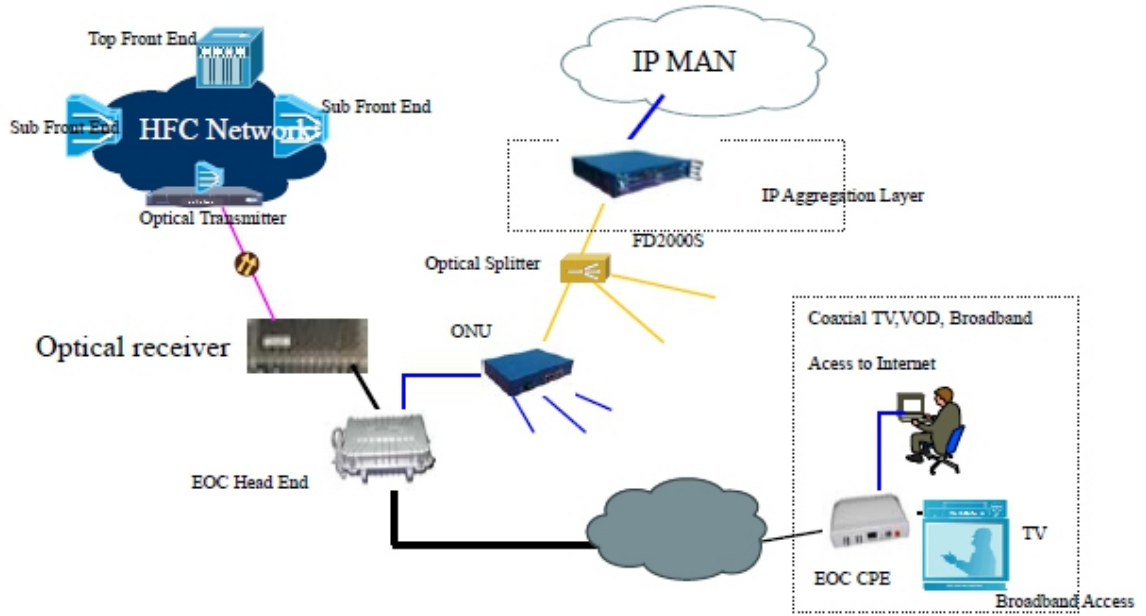 Top Front End
IP MAN
Sub Front End
Sub Front End
HFC Network
Optical Transmitter
IP Aggregation Layer
FD2000S
Optical Splitter
Coaxial TV,VOD, Broadband
ONU
Optical receiver
Acess to Internet
EOC Head End
TV
EOC CPE
Broadband Access